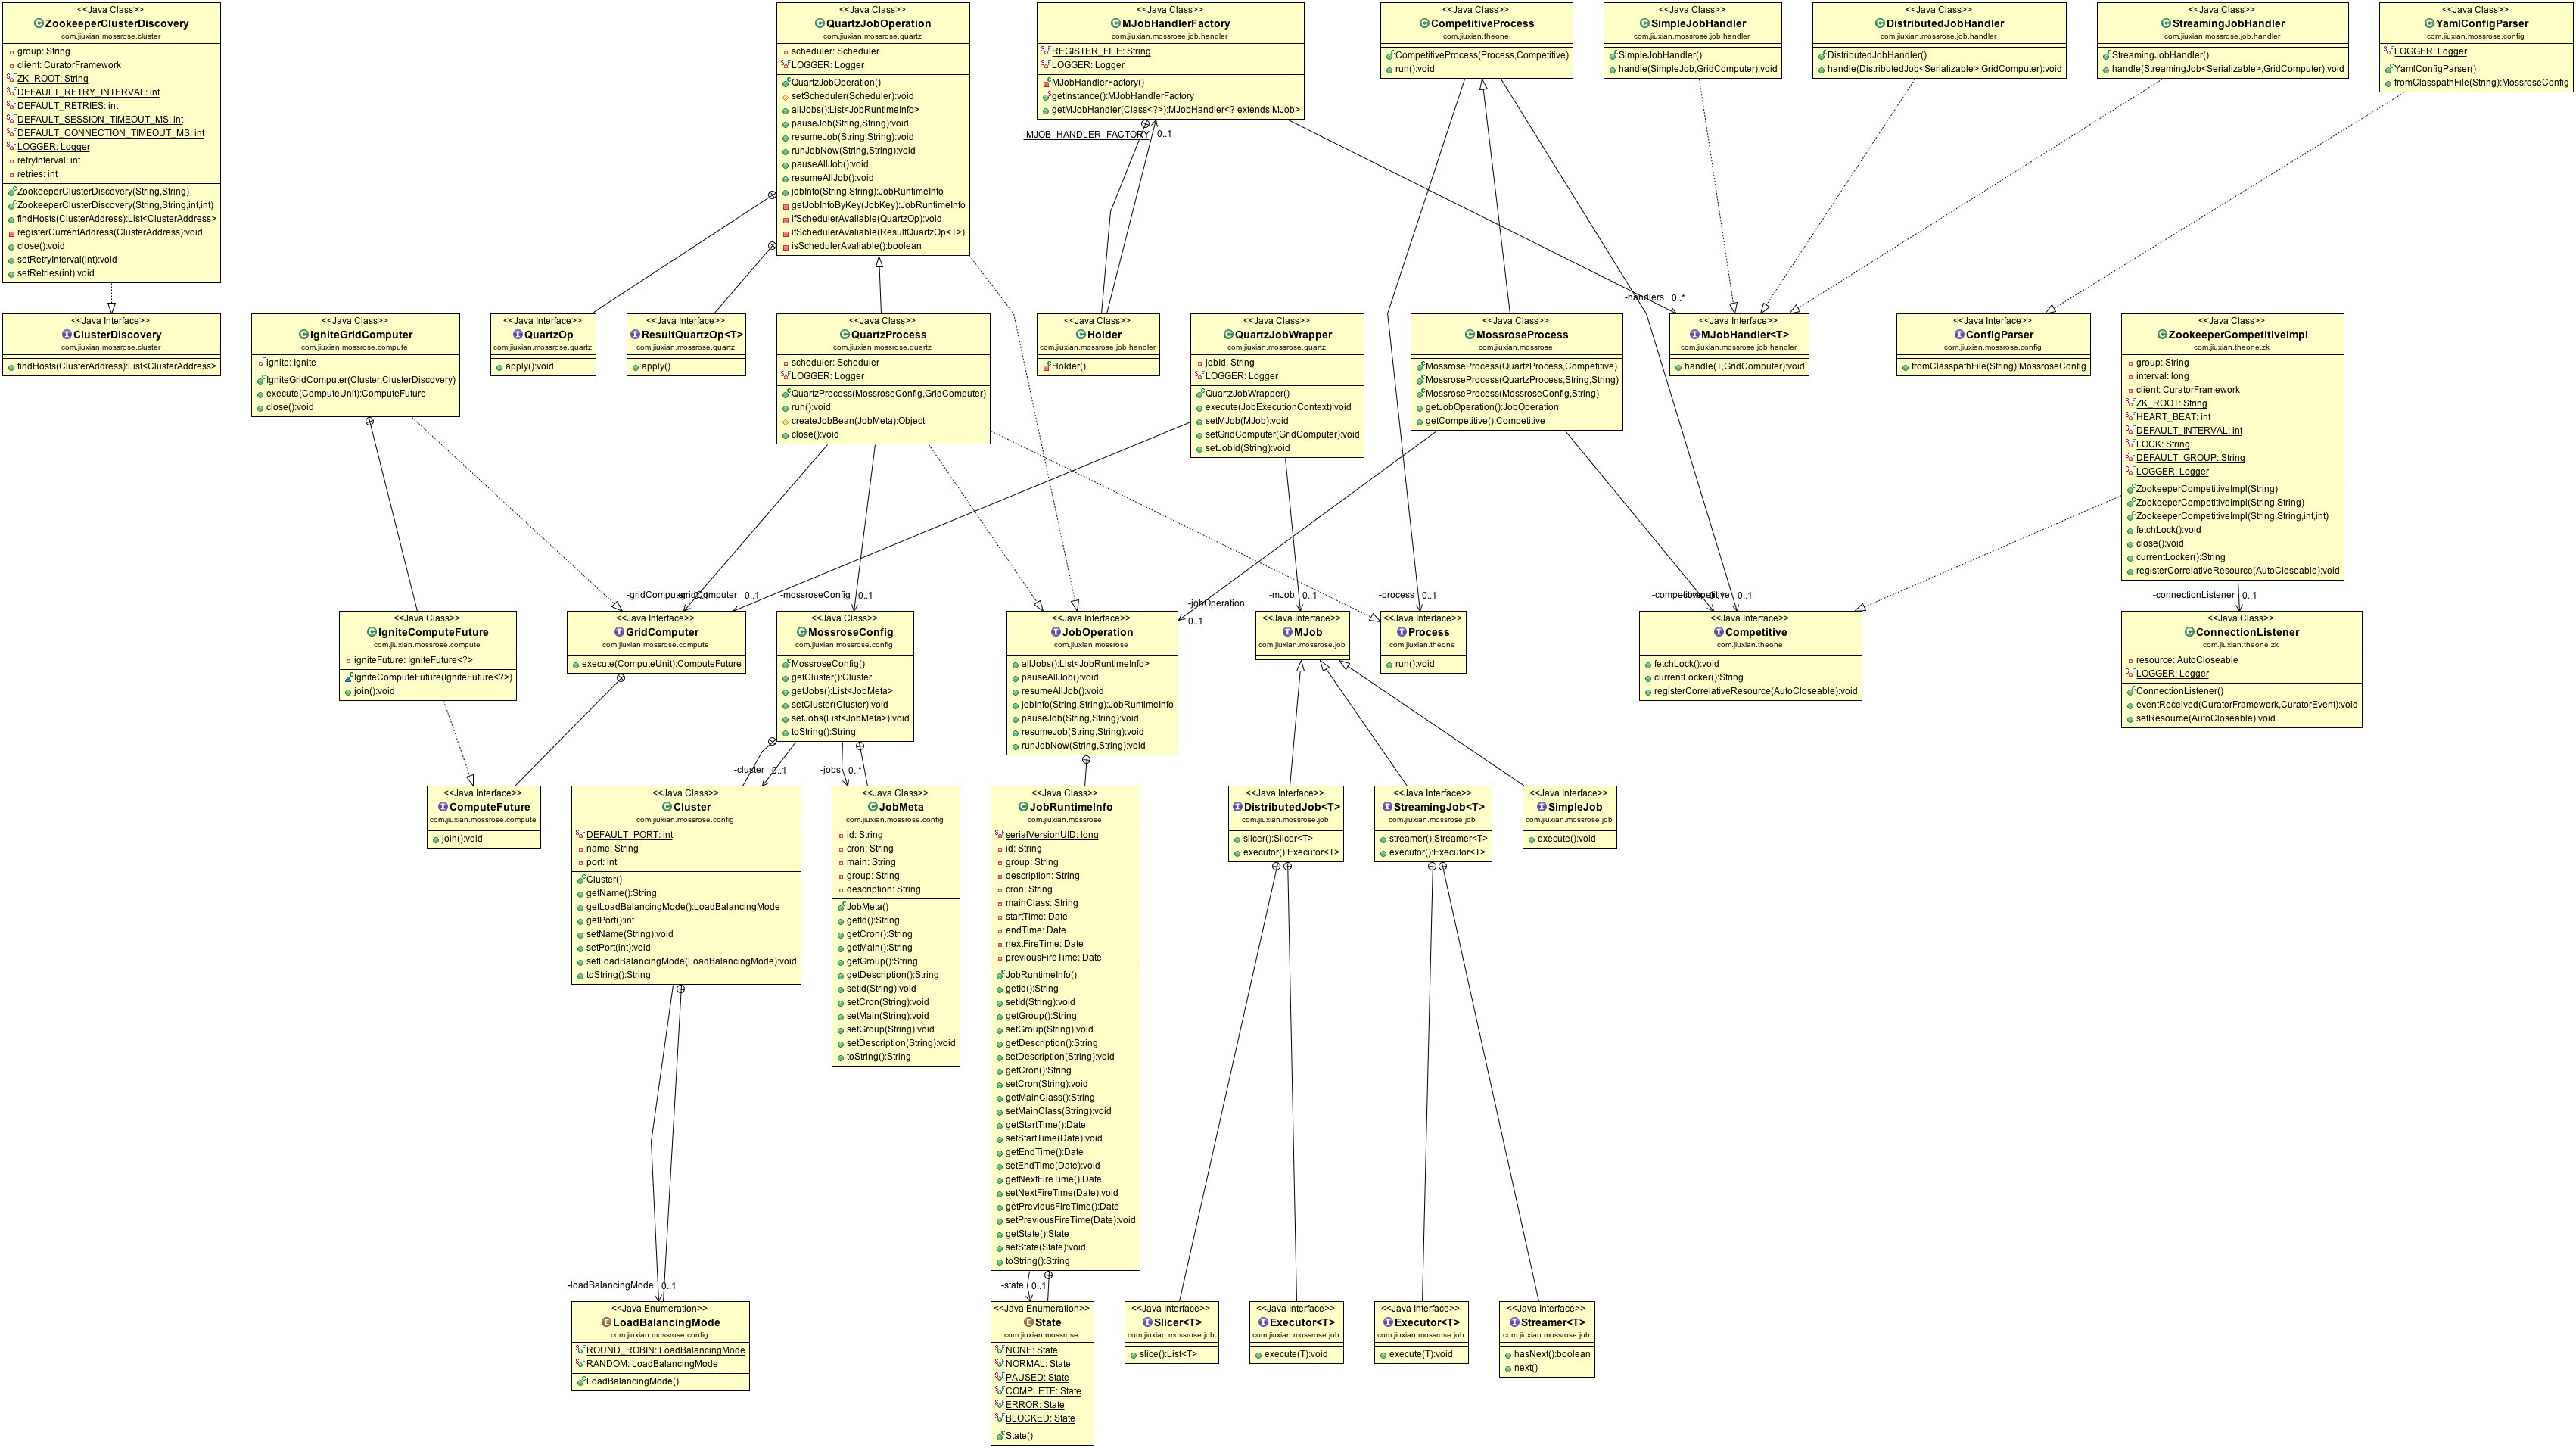 <<Java Class>>
ZookeeperClusterDiscovery
com.jiuxian.mossrose.cluster
group: String
client: CuratorFramework
ZK_ROOT: String
DEFAULT_RETRY_INTERVAL: int
DEFAULT_RETRIES: int
DEFAULT_SESSION_TIMEOUT_MS: int
DEFAULT_CONNECTION_TIMEOUT_MS: int
LOGGER: Logger
retryInterval: int
retries: int
ZookeeperClusterDiscovery(String,String)
ZookeeperClusterDiscovery(String,String,int,int)
findHosts(ClusterAddress):List<ClusterAddress>
registerCurrentAddress(ClusterAddress):void
close():void
setRetryInterval(int):void
setRetries(int):void
<<Java Class>>
QuartzJobOperation
com.jiuxian.mossrose.quartz
scheduler: Scheduler
LOGGER: Logger
QuartzJobOperation()
setScheduler(Scheduler):void
allJobs():List<JobRuntimeInfo>
pauseJob(String,String):void
resumeJob(String,String):void
runJobNow(String,String):void
pauseAllJob():void
resumeAllJob():void
jobInfo(String,String):JobRuntimeInfo
getJobInfoByKey(JobKey):JobRuntimeInfo
ifSchedulerAvaliable(QuartzOp):void
ifSchedulerAvaliable(ResultQuartzOp<T>)
isSchedulerAvaliable():boolean
<<Java Class>>
MJobHandlerFactory
com.jiuxian.mossrose.job.handler
REGISTER_FILE: String
LOGGER: Logger
MJobHandlerFactory()
getInstance():MJobHandlerFactory
getMJobHandler(Class<?>):MJobHandler<? extends MJob>
-MJOB_HANDLER_FACTORY
0..1
<<Java Class>>
CompetitiveProcess
com.jiuxian.theone
CompetitiveProcess(Process,Competitive)
run():void
<<Java Class>>
SimpleJobHandler
com.jiuxian.mossrose.job.handler
SimpleJobHandler()
handle(SimpleJob,GridComputer):void
<<Java Class>>
DistributedJobHandler
com.jiuxian.mossrose.job.handler
DistributedJobHandler()
handle(DistributedJob<Serializable>,GridComputer):void
<<Java Class>>
StreamingJobHandler
com.jiuxian.mossrose.job.handler
StreamingJobHandler()
handle(StreamingJob<Serializable>,GridComputer):void
<<Java Class>>
YamlConfigParser
com.jiuxian.mossrose.config
LOGGER: Logger
YamlConfigParser()
fromClasspathFile(String):MossroseConfig
<<Java Interface>>
ClusterDiscovery
com.jiuxian.mossrose.cluster
findHosts(ClusterAddress):List<ClusterAddress>
<<Java Class>>
IgniteGridComputer
com.jiuxian.mossrose.compute
ignite: Ignite
IgniteGridComputer(Cluster,ClusterDiscovery)
execute(ComputeUnit):ComputeFuture
close():void
<<Java Interface>>
QuartzOp
com.jiuxian.mossrose.quartz
apply():void
<<Java Interface>>
ResultQuartzOp<T>
com.jiuxian.mossrose.quartz
apply()
<<Java Class>>
QuartzProcess
com.jiuxian.mossrose.quartz
scheduler: Scheduler
LOGGER: Logger
QuartzProcess(MossroseConfig,GridComputer)
run():void
createJobBean(JobMeta):Object
close():void
<<Java Class>>
Holder
com.jiuxian.mossrose.job.handler
Holder()
<<Java Class>>
QuartzJobWrapper
com.jiuxian.mossrose.quartz
jobId: String
LOGGER: Logger
QuartzJobWrapper()
execute(JobExecutionContext):void
setMJob(MJob):void
setGridComputer(GridComputer):void
setJobId(String):void
<<Java Class>>
MossroseProcess
com.jiuxian.mossrose
MossroseProcess(QuartzProcess,Competitive)
MossroseProcess(QuartzProcess,String,String)
MossroseProcess(MossroseConfig,String)
getJobOperation():JobOperation
getCompetitive():Competitive
-handlers
0..*
<<Java Interface>>
MJobHandler<T>
com.jiuxian.mossrose.job.handler
handle(T,GridComputer):void
<<Java Interface>>
ConfigParser
com.jiuxian.mossrose.config
fromClasspathFile(String):MossroseConfig
<<Java Class>>
ZookeeperCompetitiveImpl
com.jiuxian.theone.zk
group: String
interval: long
client: CuratorFramework
ZK_ROOT: String
HEART_BEAT: int
DEFAULT_INTERVAL: int
LOCK: String
DEFAULT_GROUP: String
LOGGER: Logger
ZookeeperCompetitiveImpl(String)
ZookeeperCompetitiveImpl(String,String)
ZookeeperCompetitiveImpl(String,String,int,int)
fetchLock():void
close():void
currentLocker():String
registerCorrelativeResource(AutoCloseable):void
<<Java Class>>
IgniteComputeFuture
com.jiuxian.mossrose.compute
igniteFuture: IgniteFuture<?>
IgniteComputeFuture(IgniteFuture<?>)
join():void
-gridComputer
-gridComputer
0..1
0..1
<<Java Interface>>
GridComputer
com.jiuxian.mossrose.compute
execute(ComputeUnit):ComputeFuture
-mossroseConfig
0..1
<<Java Class>>
MossroseConfig
com.jiuxian.mossrose.config
MossroseConfig()
getCluster():Cluster
getJobs():List<JobMeta>
setCluster(Cluster):void
setJobs(List<JobMeta>):void
toString():String
<<Java Interface>>
JobOperation
com.jiuxian.mossrose
allJobs():List<JobRuntimeInfo>
pauseAllJob():void
resumeAllJob():void
jobInfo(String,String):JobRuntimeInfo
pauseJob(String,String):void
resumeJob(String,String):void
runJobNow(String,String):void
-jobOperation
0..1
-mJob
0..1
<<Java Interface>>
MJob
com.jiuxian.mossrose.job
-process
0..1
<<Java Interface>>
Process
com.jiuxian.theone
run():void
-competitive
-competitive
0..1
0..1
<<Java Interface>>
Competitive
com.jiuxian.theone
fetchLock():void
currentLocker():String
registerCorrelativeResource(AutoCloseable):void
-connectionListener
0..1
<<Java Class>>
ConnectionListener
com.jiuxian.theone.zk
resource: AutoCloseable
LOGGER: Logger
ConnectionListener()
eventReceived(CuratorFramework,CuratorEvent):void
setResource(AutoCloseable):void
<<Java Interface>>
ComputeFuture
com.jiuxian.mossrose.compute
join():void
-cluster
0..1
<<Java Class>>
Cluster
com.jiuxian.mossrose.config
DEFAULT_PORT: int
name: String
port: int
Cluster()
getName():String
getLoadBalancingMode():LoadBalancingMode
getPort():int
setName(String):void
setPort(int):void
setLoadBalancingMode(LoadBalancingMode):void
toString():String
-jobs
0..*
<<Java Class>>
JobMeta
com.jiuxian.mossrose.config
id: String
cron: String
main: String
group: String
description: String
JobMeta()
getId():String
getCron():String
getMain():String
getGroup():String
getDescription():String
setId(String):void
setCron(String):void
setMain(String):void
setGroup(String):void
setDescription(String):void
toString():String
<<Java Class>>
JobRuntimeInfo
com.jiuxian.mossrose
serialVersionUID: long
id: String
group: String
description: String
cron: String
mainClass: String
startTime: Date
endTime: Date
nextFireTime: Date
previousFireTime: Date
JobRuntimeInfo()
getId():String
setId(String):void
getGroup():String
setGroup(String):void
getDescription():String
setDescription(String):void
getCron():String
setCron(String):void
getMainClass():String
setMainClass(String):void
getStartTime():Date
setStartTime(Date):void
getEndTime():Date
setEndTime(Date):void
getNextFireTime():Date
setNextFireTime(Date):void
getPreviousFireTime():Date
setPreviousFireTime(Date):void
getState():State
setState(State):void
toString():String
<<Java Interface>>
DistributedJob<T>
com.jiuxian.mossrose.job
slicer():Slicer<T>
executor():Executor<T>
<<Java Interface>>
StreamingJob<T>
com.jiuxian.mossrose.job
streamer():Streamer<T>
executor():Executor<T>
<<Java Interface>>
SimpleJob
com.jiuxian.mossrose.job
execute():void
-loadBalancingMode
0..1
<<Java Enumeration>>
LoadBalancingMode
com.jiuxian.mossrose.config
ROUND_ROBIN: LoadBalancingMode
RANDOM: LoadBalancingMode
LoadBalancingMode()
-state
0..1
<<Java Enumeration>>
State
com.jiuxian.mossrose
NONE: State
NORMAL: State
PAUSED: State
COMPLETE: State
ERROR: State
BLOCKED: State
State()
<<Java Interface>>
Slicer<T>
com.jiuxian.mossrose.job
slice():List<T>
<<Java Interface>>
Executor<T>
com.jiuxian.mossrose.job
execute(T):void
<<Java Interface>>
Executor<T>
com.jiuxian.mossrose.job
execute(T):void
<<Java Interface>>
Streamer<T>
com.jiuxian.mossrose.job
hasNext():boolean
next()